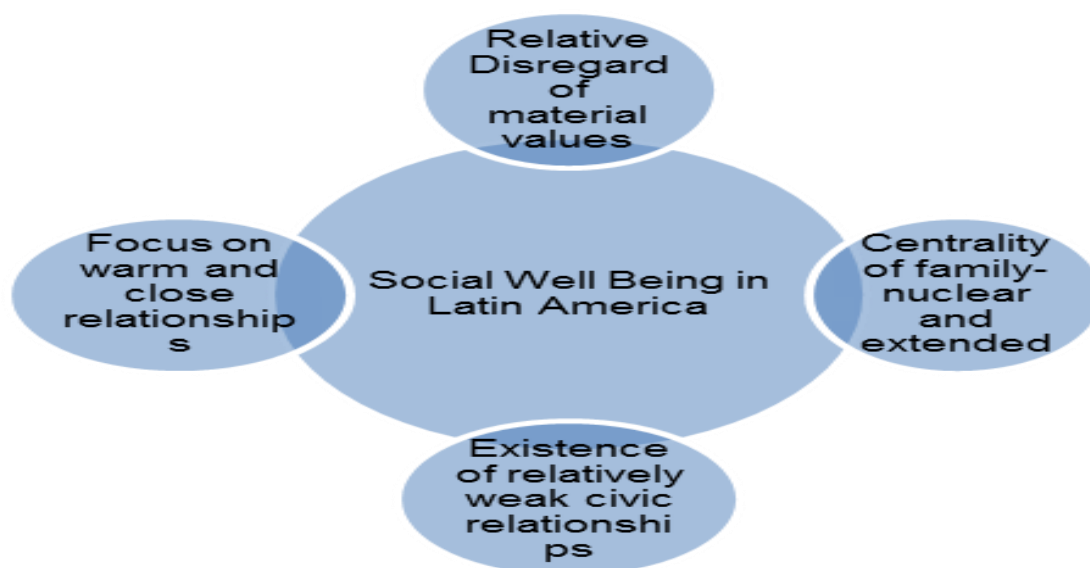 Relative
Disregard
of
material
values
Focus on
warm and
close
relationship
s
Social Well Being in
Latin America
Centrality
of family-
nuclear
and
extended
Existence
of relatively
weak civic
relationshi
ps